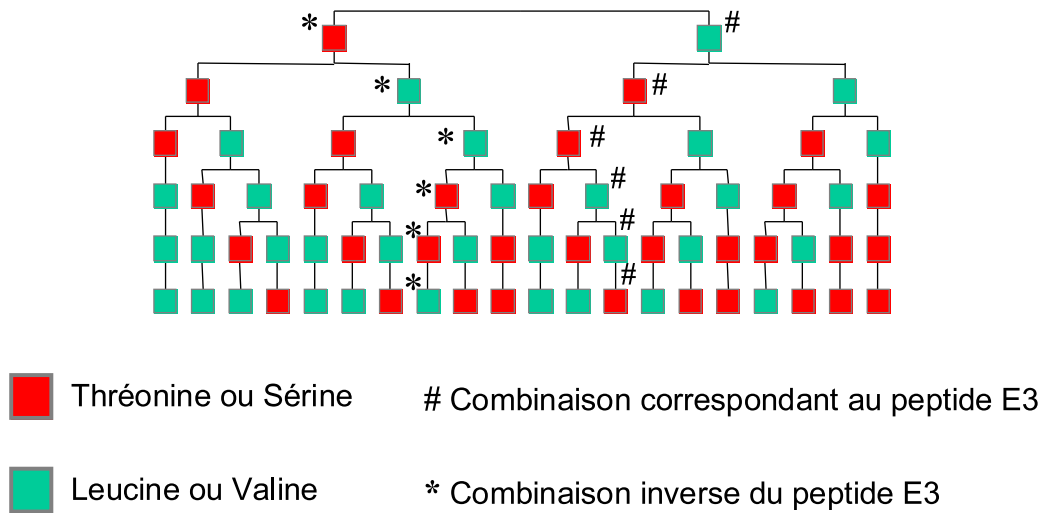 * #
* #
* #
* #
* #
* #
Thréonine ou Sérine
# Combinaison correspondant au peptide E3
Leucine ou Valine
* Combinaison inverse du peptide E3